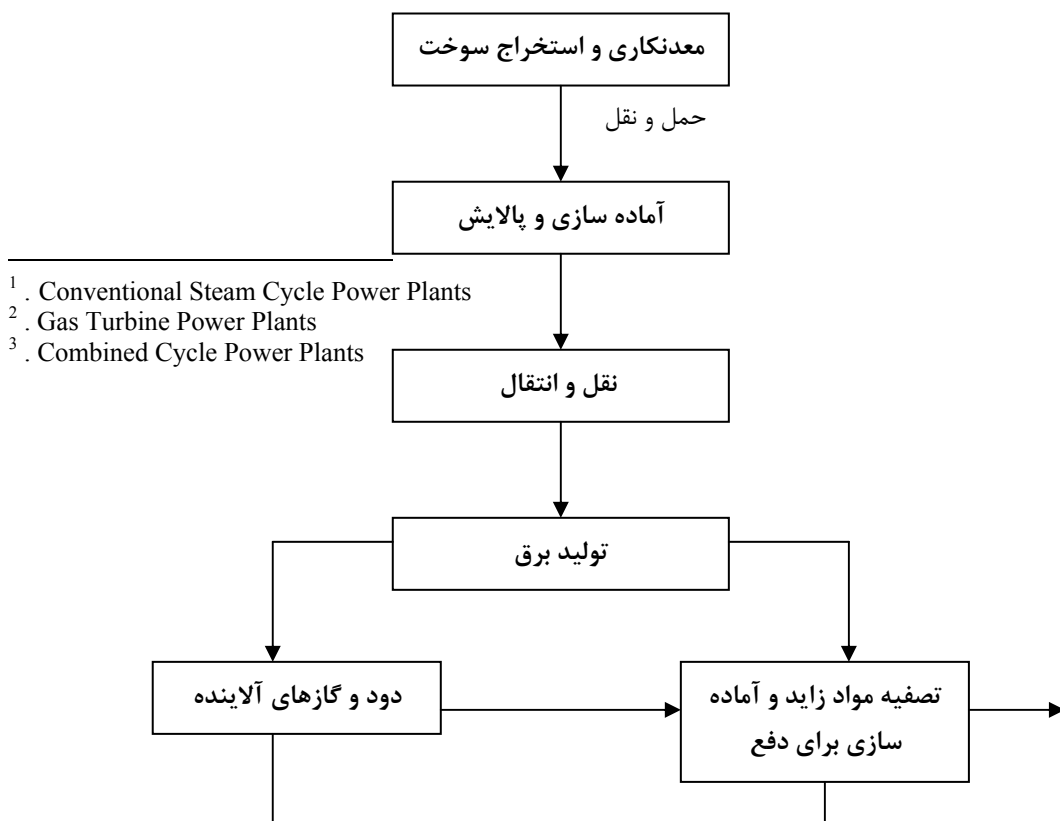 معدنکاری و استخراج سوخت
حمل و نقل
آماده سازی و پالایش
1 . Conventional Steam Cycle Power Plants
2 . Gas Turbine Power Plants
3 . Combined Cycle Power Plants
نقل و انتقال
تولید برق
دود و گازهای آلاینده
تصفیه مواد زاید و آماده
سازی برای دفع